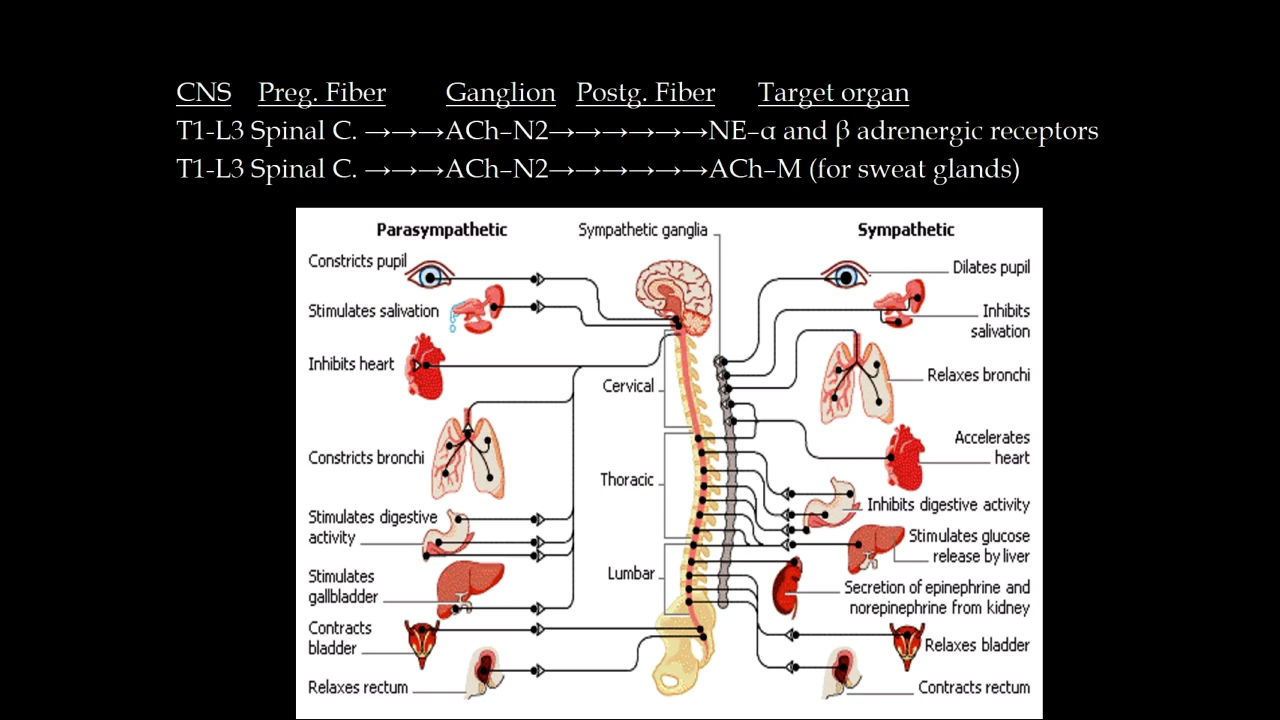 CNS Preg. Fiber Ganglion Postg. Fiber Target organ
T1-L3 Spinal C. →→→ACh–N2→→→→→→NE–α and β adrenergic receptors
T1-L3 Spinal C. →→→ACh–N2→→→→→→ACh–M (for sweat glands)
Parasympathetic
Sympathetic ganglia
Sympathetic
Constricts pupil
Stimulates salivation
Inhibits heart
Constricts bronchi
Stimulates digestive
activity
Stimulates
gallbladder
Contracts
bladder
Relaxes rectum
Cervical
Thoracic
Lumbar
Dilates pupil
Inhibits
salivation
Relaxes bronchi
Accelerates
heart
Inhibits digestive activity
Stimulates glucose
release by liver
Secretion of epinephrine and
norepinephrine from kidney
Relaxes bladder
Contracts rectum